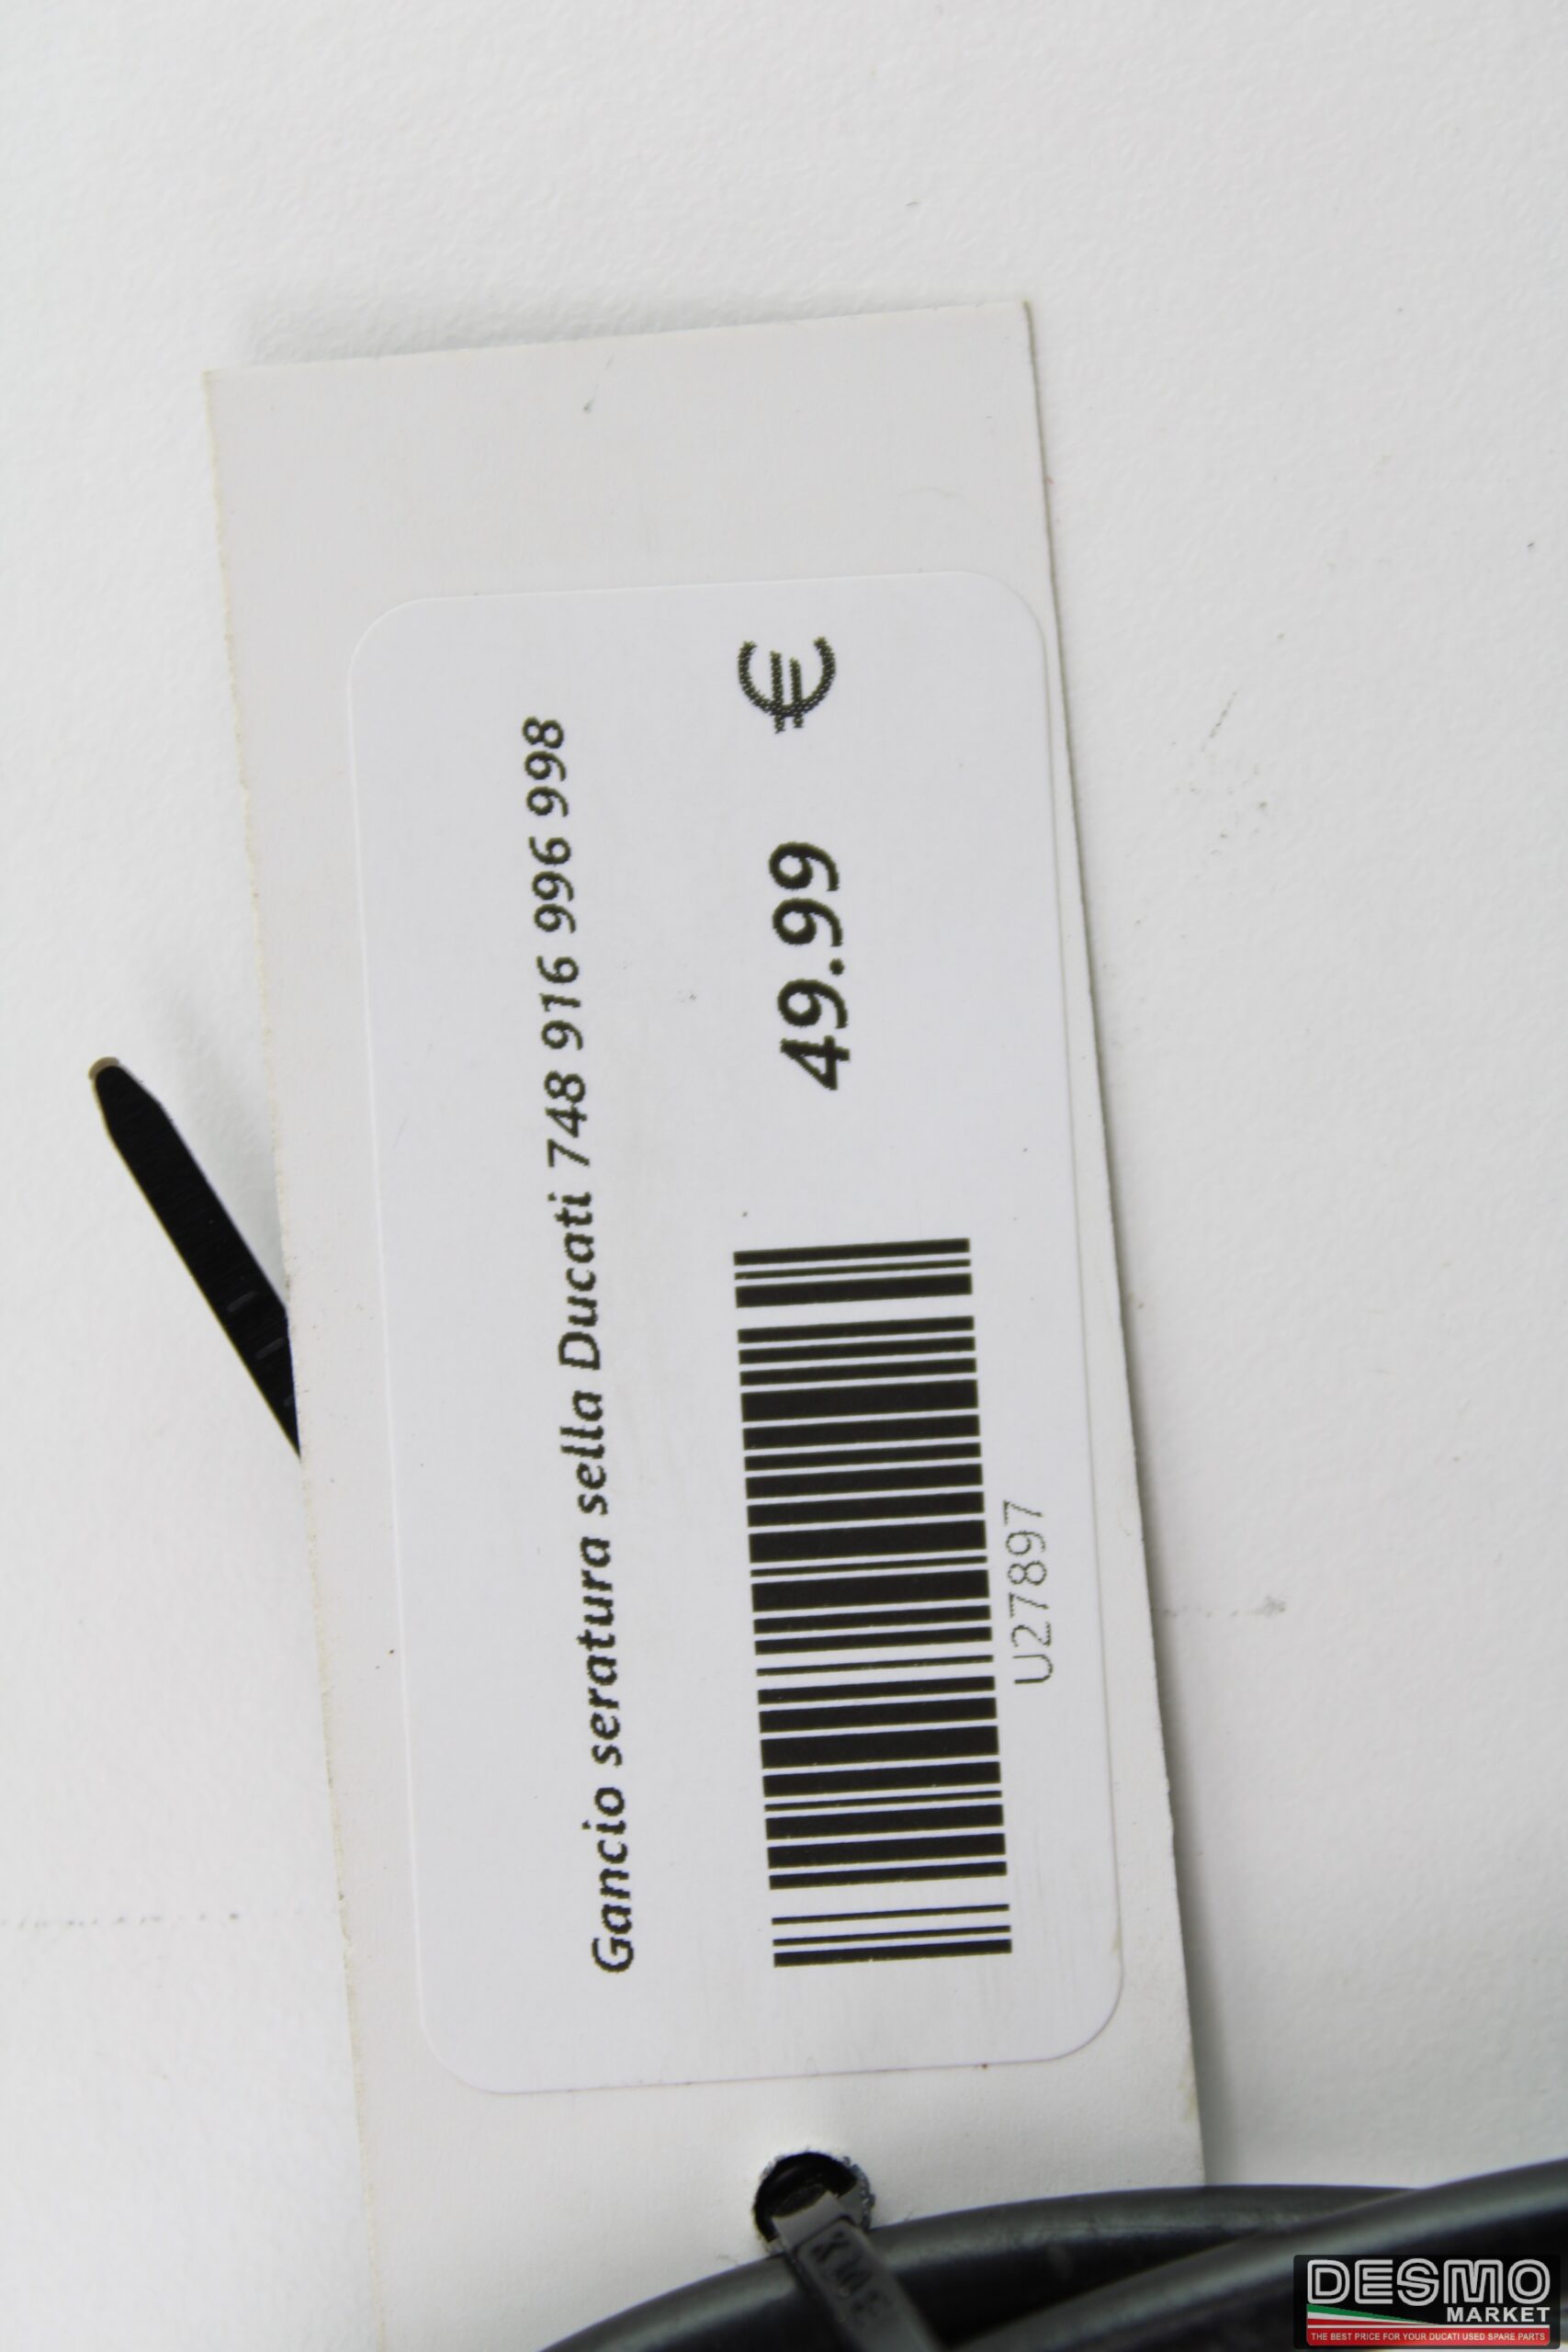 Gancio seratura sella Ducati 748 916 996 998
49.99 €
U27897
DESMO
MARKET
THE BEST PRICE FOR YOUR DUCATI USED SPARE PARTS